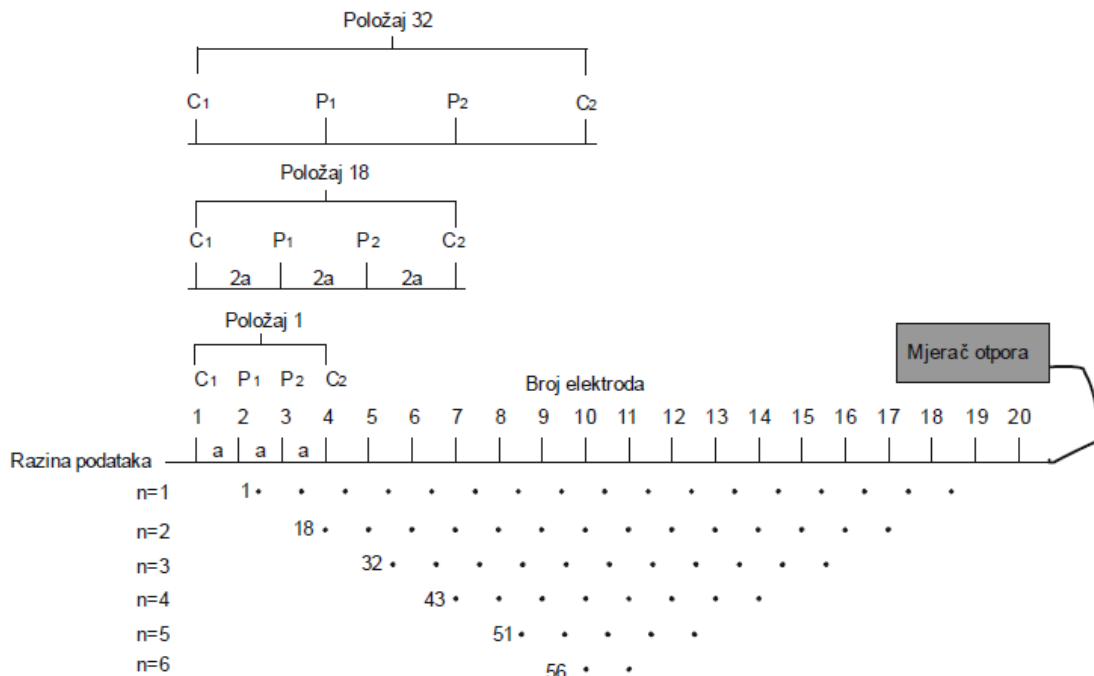 Položaj 32
C1 P1 P2 C2
Položaj 18
C1 P1 P2 C2
2a 2a 2a
Položaj 1
Mjerač otpora
C1 P1 P2 C2 Broj elektroda
1 2 3 4 5 6 7 8 9 10 11 12 13 14 15 16 17 18 19 20
a a a
Razina podataka
n=1 1
n=2 18
n=3 32
n=4 43
n=5 51
n=6 56